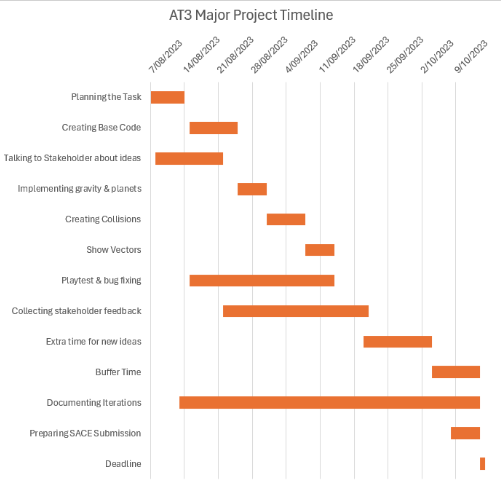 AT3 Major Project Timeline
7/08/2023
14/08/2023
21/08/2023
28/08/2023
4/09/2023
11/09/2023
18/09/2023
25/09/2023
2/10/2023
9/10/2023
Planning the Task
Creating Base Code
Talking to Stakeholder about ideas
Implementing gravity & planets
Creating Collisions
Show Vectors
Playtest & bug fixing
Collecting stakeholder feedback
Extra time for new ideas
Buffer Time
Documenting Iterations
Preparing SACE Submission
Deadline